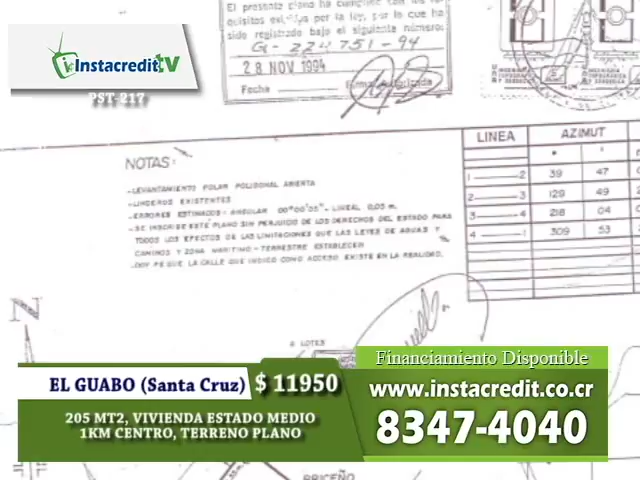 El presente plano ha cumplido con los re-
quisitos exigidos por la ley, por lo que ha
sido registrado bajo el siguiente número:
G- 224751-94
28 NOV 1994
Fecha Firma Autorizada
Instacredit TV
PST-217
NOTAS:
-LEVANTAMIENTO POLAR POLIGONAL ABIERTA
-LINDEROS EXISTENTES
-ERRORES ESTIMADOS - ANGULAR 00°00'05"- LINEAL 0,05 m.
-SE INSCRIBE ESTE PLANO SIN PERJUICIO DE LOS DERECHOS DEL ESTADO PARA
TODOS LOS EFECTOS DE LAS LIMITACIONES QUE LAS LEYES DE AGUAS Y
CAMINOS Y ZONA MARITIMO-TERRESTRE ESTABLECEN
-DOY FE QUE LA CALLE QUE INDICO COMO ACCESO EXISTE EN LA REALIDAD.
LINEA AZIMUT
° '
1 — 2 39 47
2 — 3 129 49
3 — 4 218 04
4 — 1 309 53
N
A LOTES
EL GUABO (Santa Cruz) $ 11950
205 MT2, VIVIENDA ESTADO MEDIO
1KM CENTRO, TERRENO PLANO
Financiamiento Disponible
www.instacredit.co.cr
8347-4040
BRICEÑO